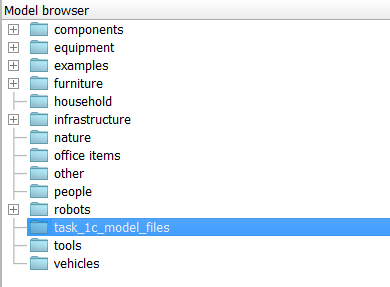 Model browser
components
equipment
examples
furniture
household
infrastructure
nature
office items
other
people
robots
task_1c_model_files
tools
vehicles